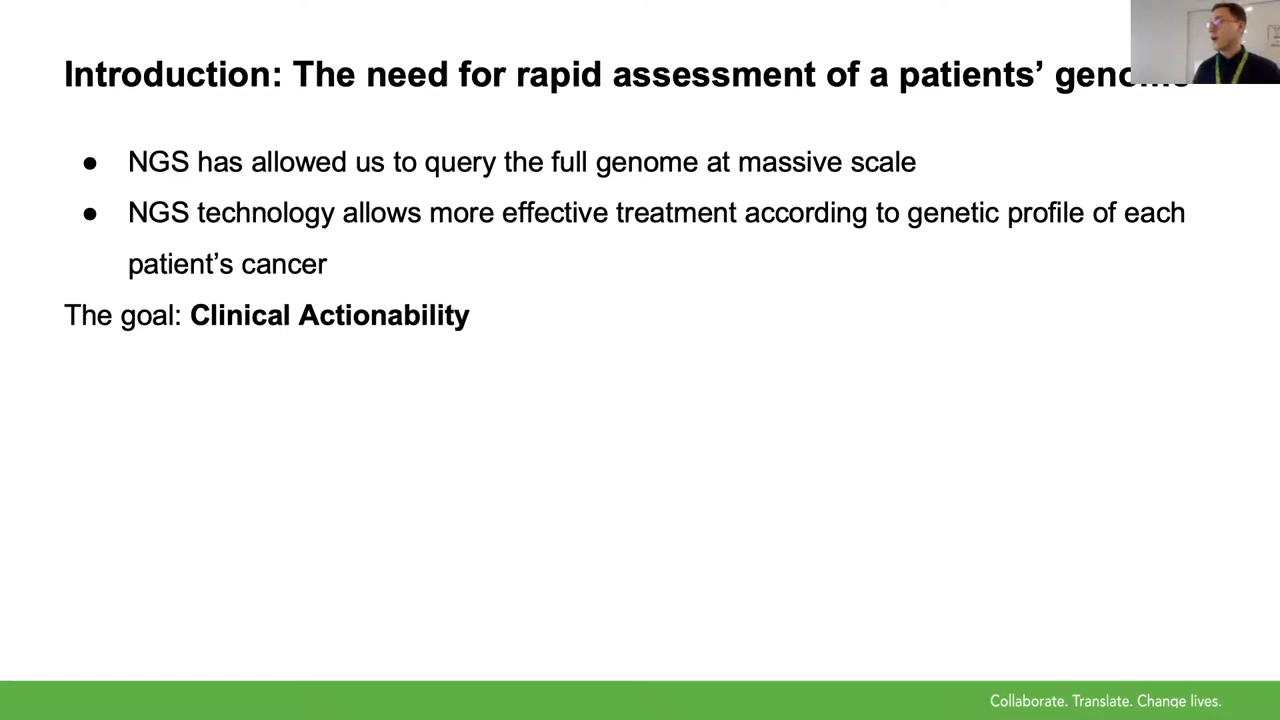 Introduction: The need for rapid assessment of a patients’ genome
● NGS has allowed us to query the full genome at massive scale
● NGS technology allows more effective treatment according to genetic profile of each
patient’s cancer
The goal: Clinical Actionability
Collaborate. Translate. Change lives.